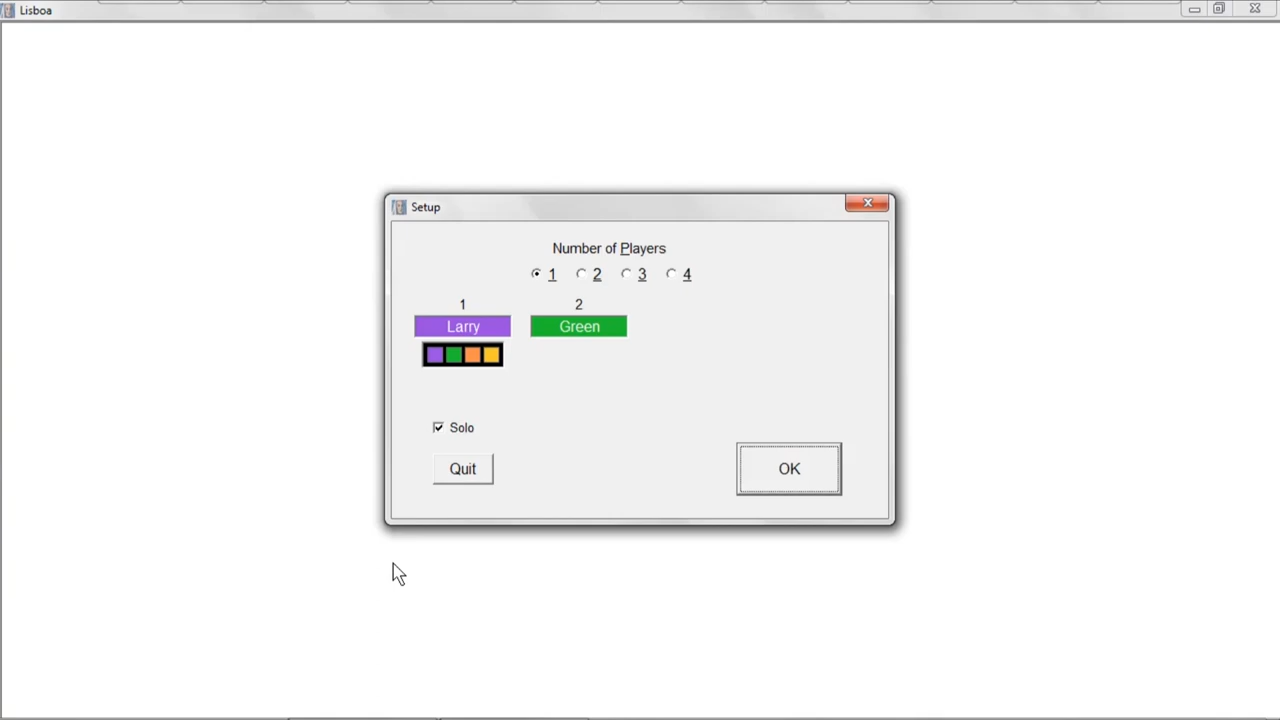 Lisboa
Setup
Number of Players
1 2 3 4
1 2
Larry Green
Solo
Quit OK